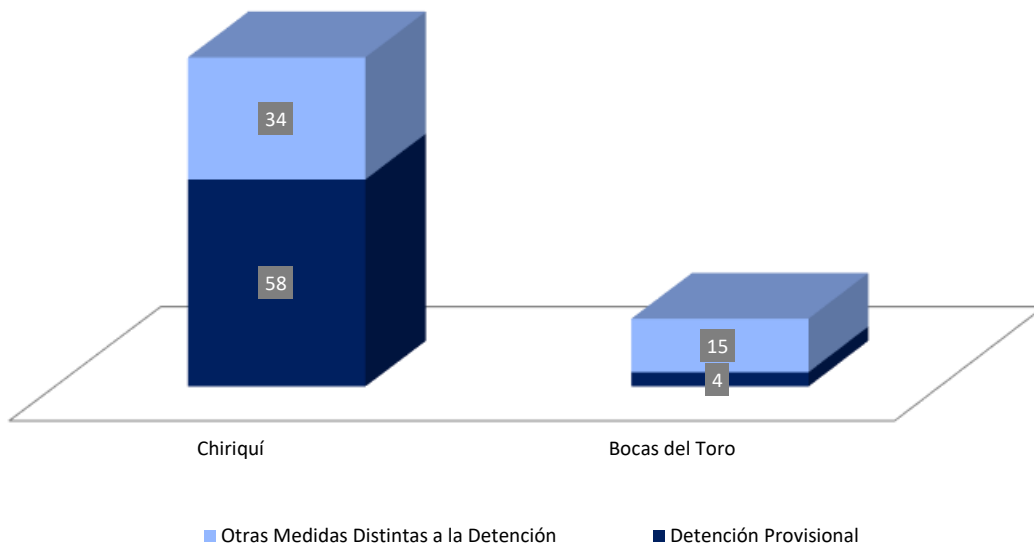 34
58
15
4
Chiriquí
Bocas del Toro
Otras Medidas Distintas a la Detención
Detención Provisional